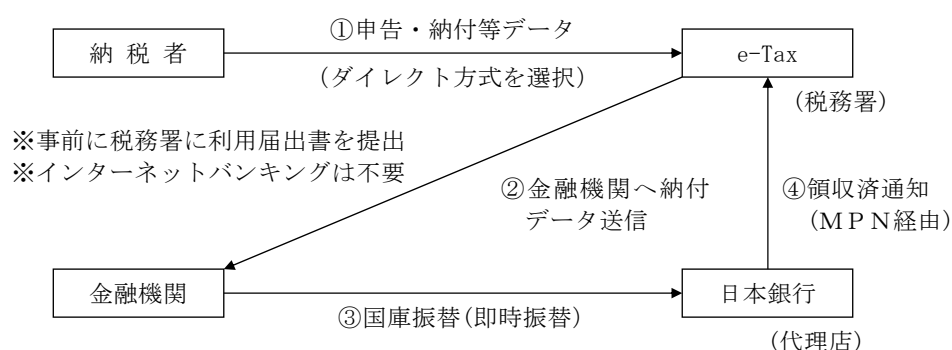 ①申告・納付等データ
納 税 者
e-Tax
(ダイレクト方式を選択)
(税務署)
※事前に税務署に利用届出書を提出
※インターネットバンキングは不要
②金融機関へ納付
データ送信
④領収済通知
(ＭＰＮ経由)
金融機関
日本銀行
③国庫振替(即時振替)
(代理店)